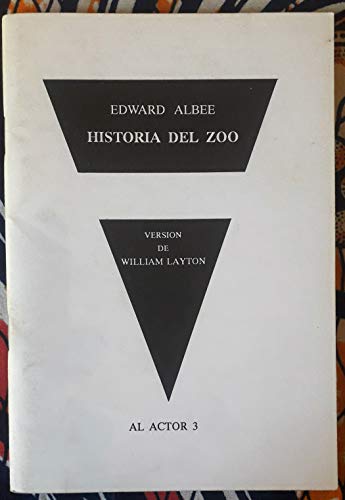 EDWARD ALBEE
HISTORIA DEL ZOO
VERSION
DE
WILLIAM LAYTON
AL ACTOR 3